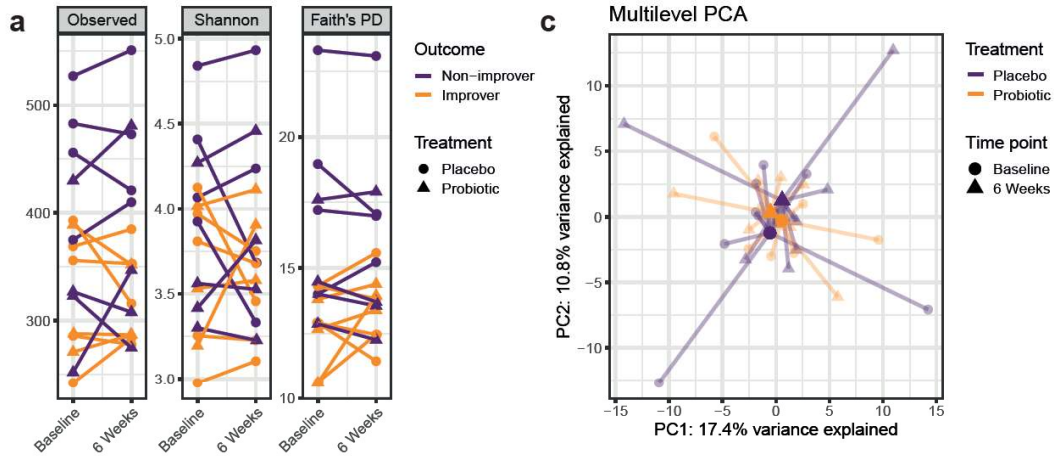 a
Observed
Shannon
Faith's PD
500
400
300
5.0
4.5
4.0
3.5
3.0
20
15
10
Baseline
6 Weeks
Baseline
6 Weeks
Baseline
6 Weeks
Outcome
Non-improver
Improver
Treatment
Placebo
Probiotic
c
Multilevel PCA
PC2: 10.8% variance explained
10
5
0
−5
−10
−15
−10
−5
0
5
10
15
PC1: 17.4% variance explained
Treatment
Placebo
Probiotic
Time point
Baseline
6 Weeks